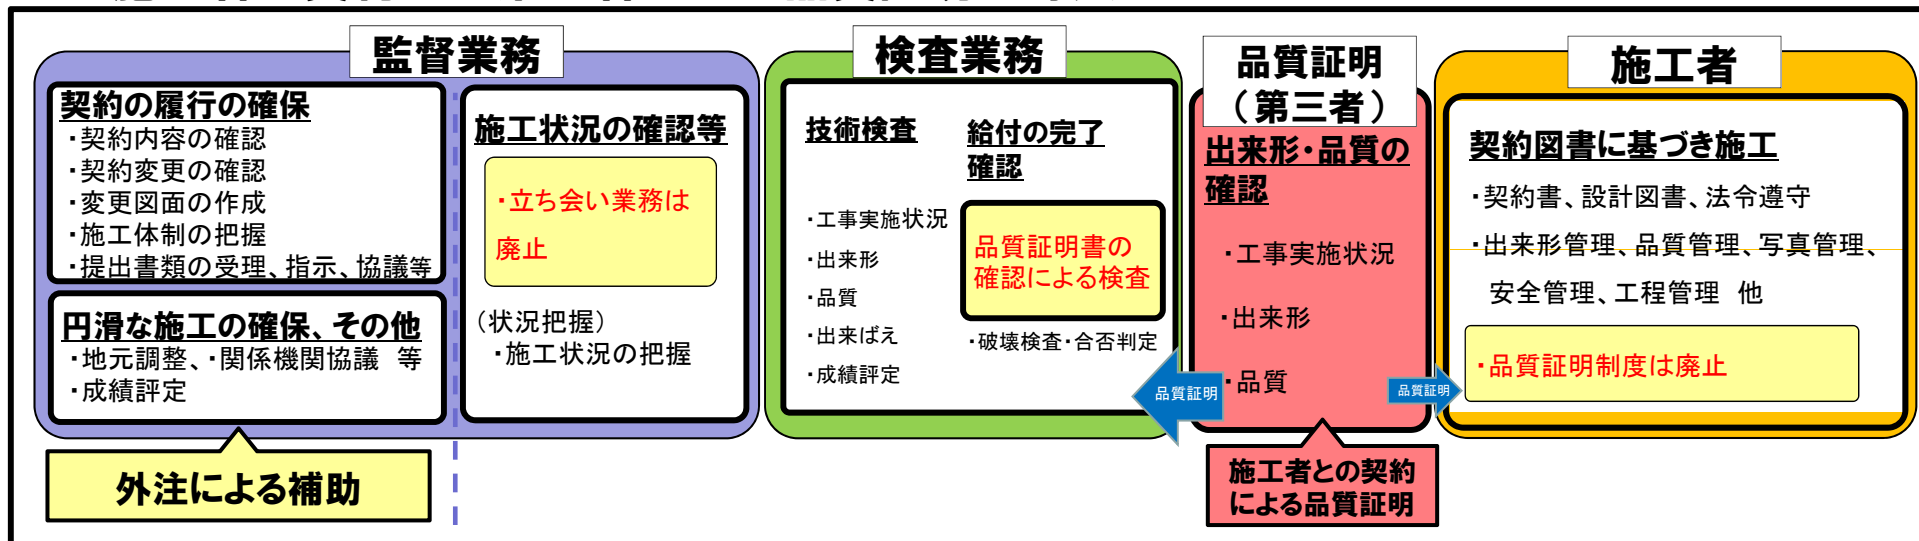 監督業務
契約の履行の確保
・契約内容の確認
・契約変更の確認
・変更図面の作成
・施工体制の把握
・提出書類の受理、指示、協議等
円滑な施工の確保、その他
・地元調整、・関係機関協議 等
・成績評定
外注による補助
施工状況の確認等
・立ち会い業務は
廃止
(状況把握)
・施工状況の把握
検査業務
技術検査
・工事実施状況
・出来形
・品質
・出来ばえ
・成績評定
給付の完了
確認
品質証明書の
確認による検査
・破壊検査・合否判定
品質証明
品質証明
(第三者)
出来形・品質の
確認
・工事実施状況
・出来形
・品質
品質証明
施工者との契約
による品質証明
施工者
契約図書に基づき施工
・契約書、設計図書、法令遵守
・出来形管理、品質管理、写真管理、
安全管理、工程管理 他
・品質証明制度は廃止